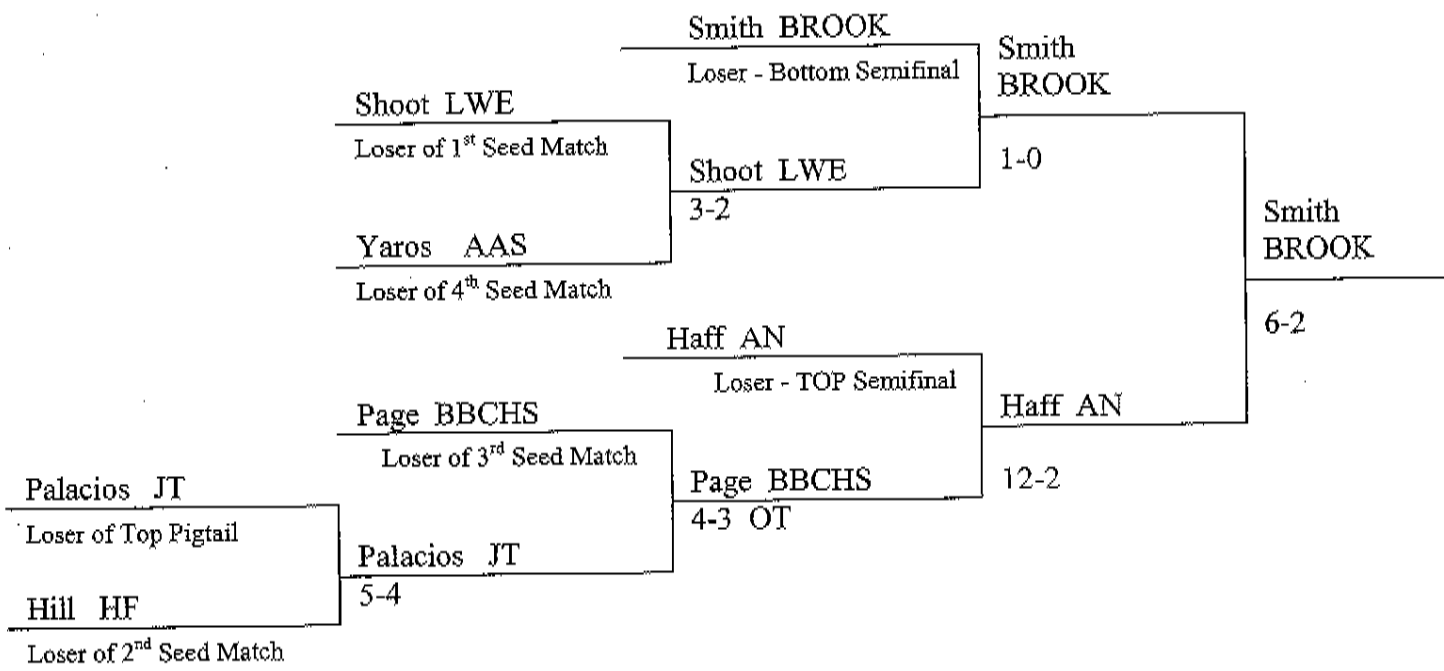 Smith BROOK
Loser - Bottom Semifinal
Smith
BROOK
1-0
Shoot LWE
Loser of 1st Seed Match
Shoot LWE
3-2
Yaros AAS
Loser of 4th Seed Match
Smith
BROOK
6-2
Haff AN
Loser - TOP Semifinal
Haff AN
12-2
Page BBCHS
Loser of 3rd Seed Match
Page BBCHS
4-3 OT
Palacios JT
Loser of Top Pigtail
Palacios JT
5-4
Hill HF
Loser of 2nd Seed Match